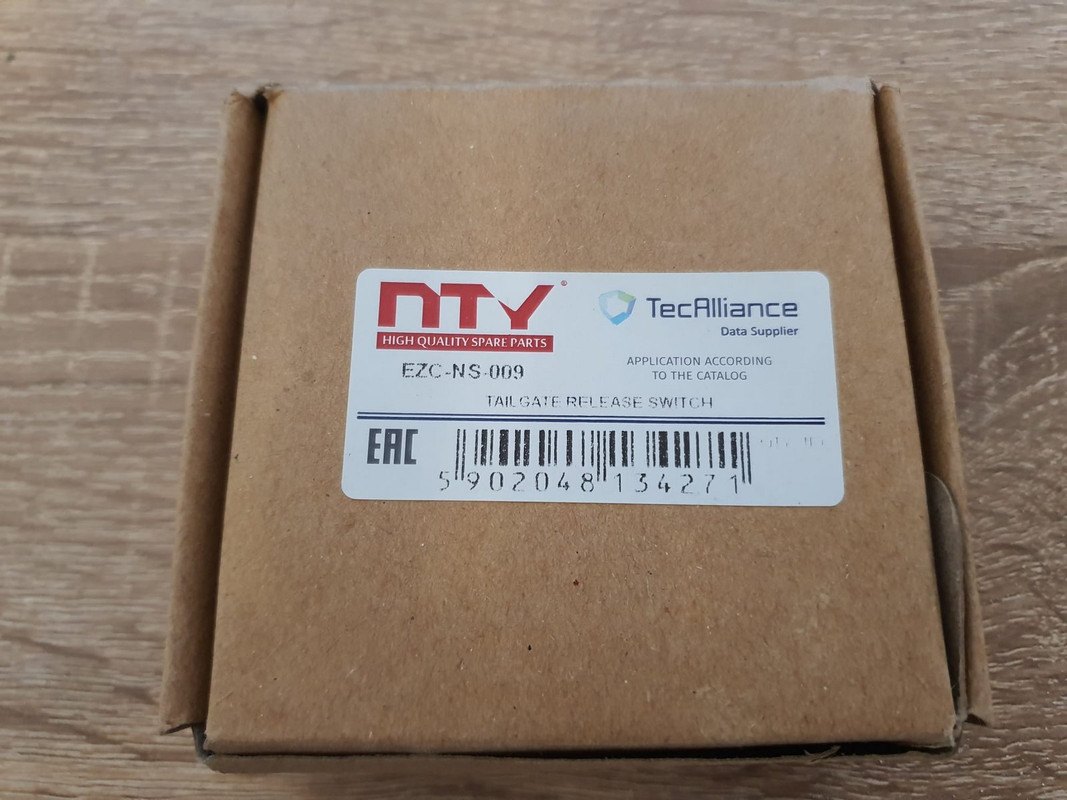 NTY®
HIGH QUALITY SPARE PARTS
EZC-NS-009
TecAlliance
Data Supplier
APPLICATION ACCORDING
TO THE CATALOG
TAILGATE RELEASE SWITCH
EAC
5 902048 134271